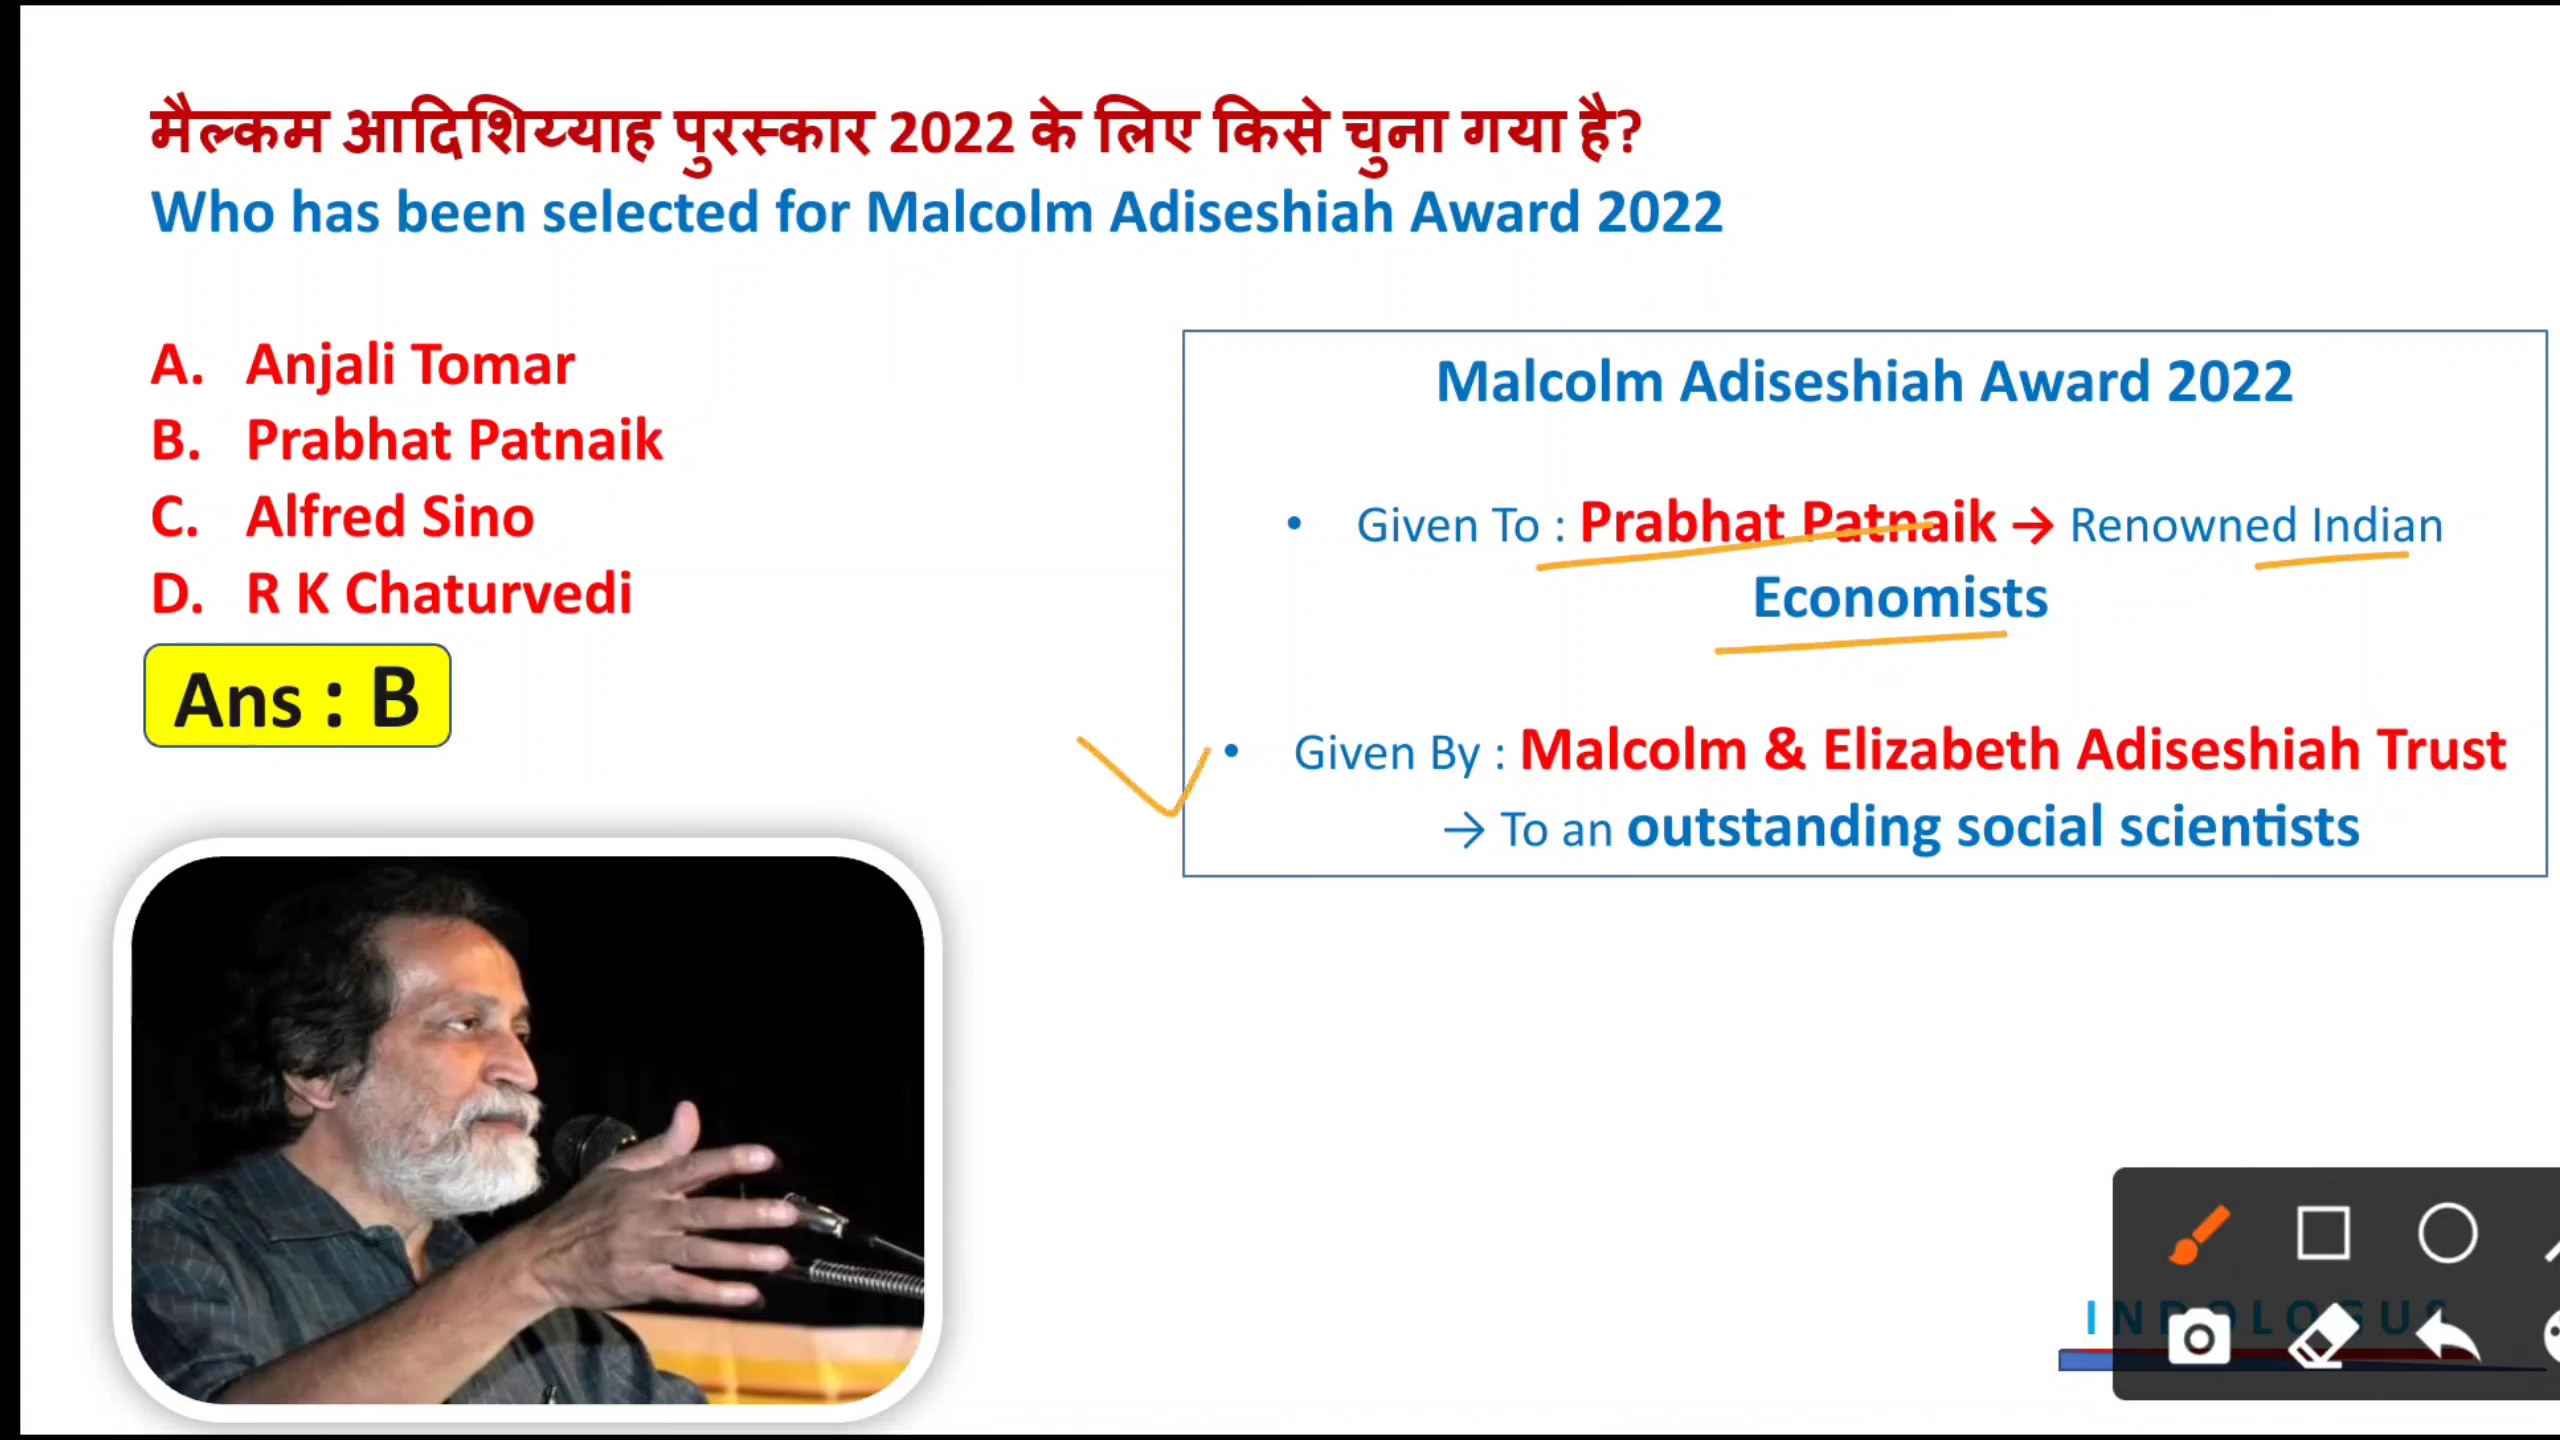 मैल्कम आदिशिय्याह पुरस्कार 2022 के लिए किसे चुना गया है?
Who has been selected for Malcolm Adiseshiah Award 2022
A. Anjali Tomar
B. Prabhat Patnaik
C. Alfred Sino
D. R K Chaturvedi
Ans : B
Malcolm Adiseshiah Award 2022
• Given To : Prabhat Patnaik → Renowned Indian
Economists
• Given By : Malcolm & Elizabeth Adiseshiah Trust
→ To an outstanding social scientists
INDOLOGUS